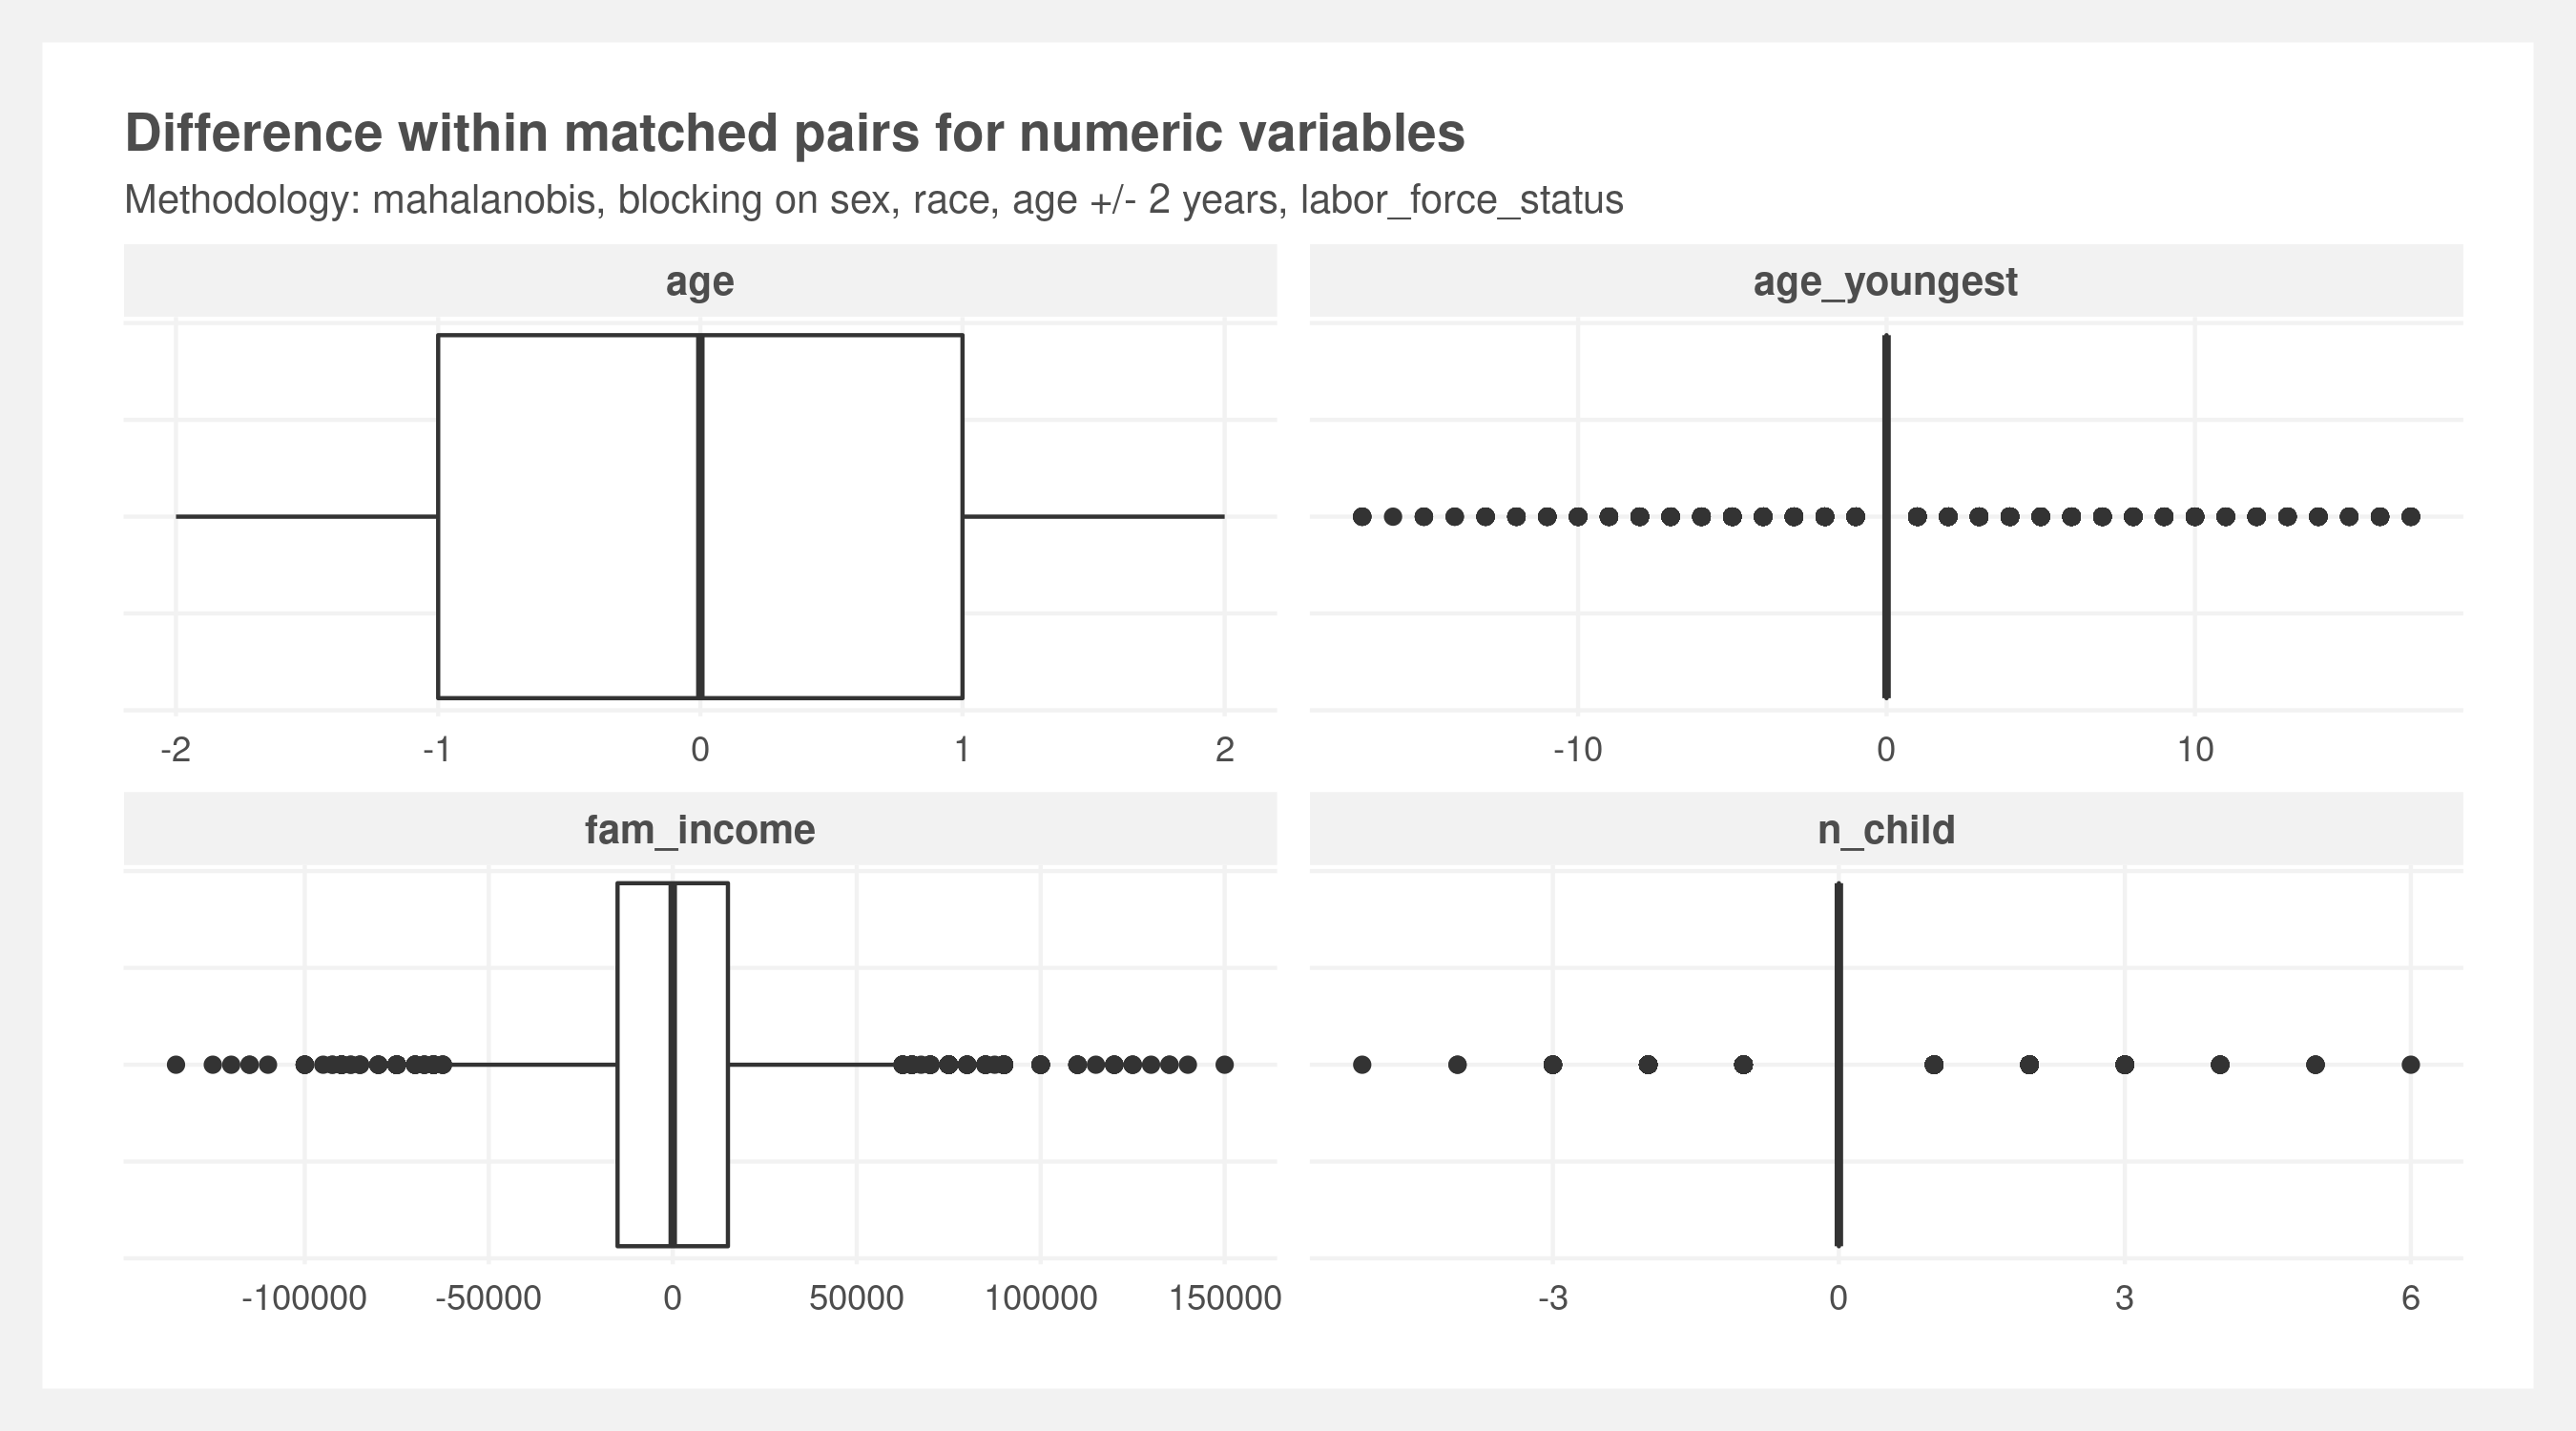 Difference within matched pairs for numeric variables
Methodology: mahalanobis, blocking on sex, race, age +/- 2 years, labor_force_status
age
age_youngest
-2 -1 0 1 2
-10 0 10
fam_income
n_child
-100000 -50000 0 50000 100000 150000
-3 0 3 6